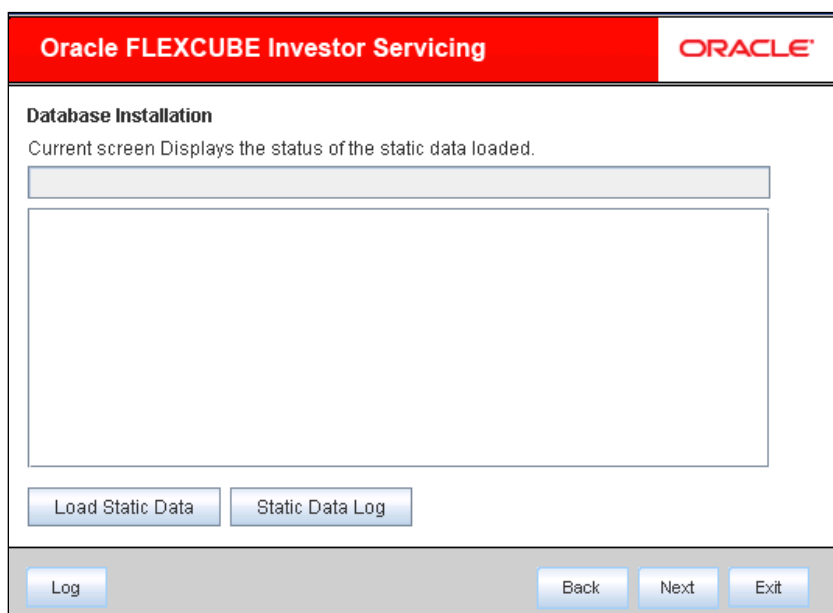 Oracle FLEXCUBE Investor Servicing
ORACLE
Database Installation
Current screen Displays the status of the static data loaded.
Load Static Data
Static Data Log
Log
Back
Next
Exit